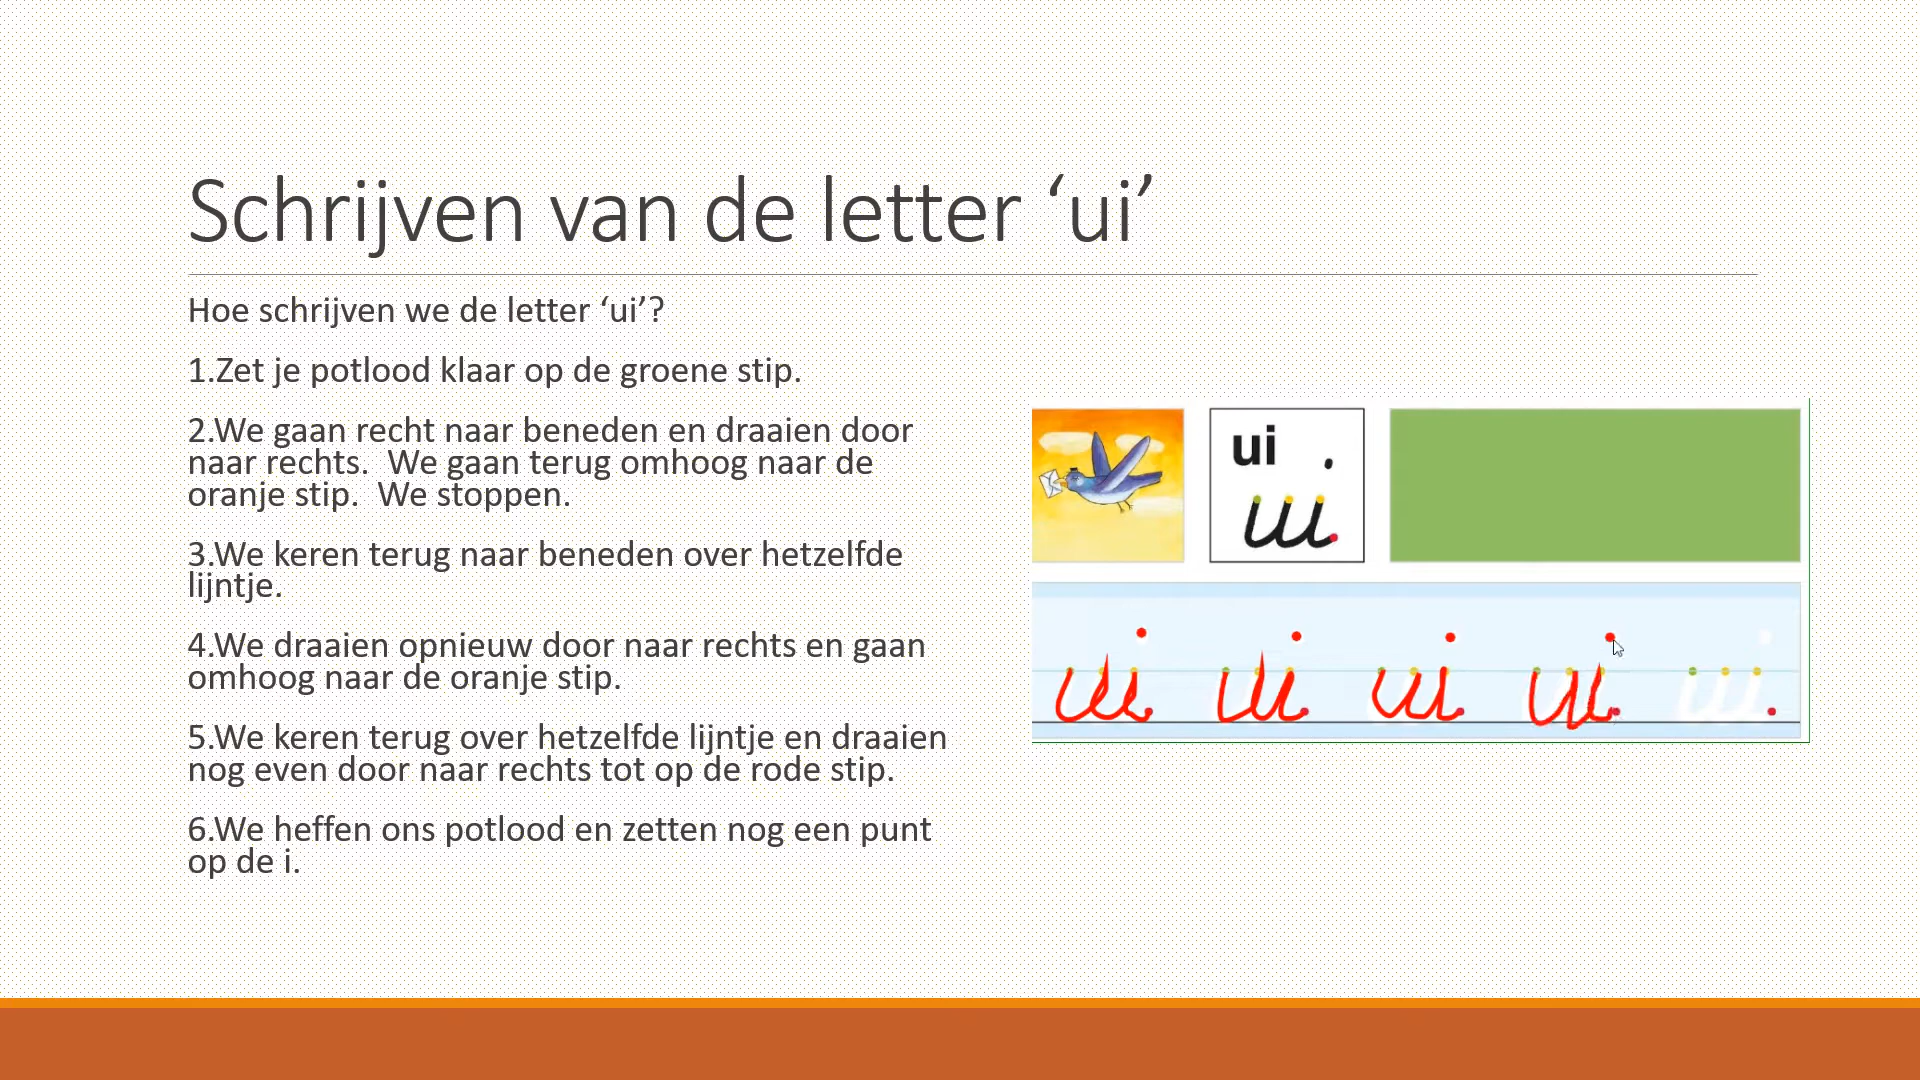 Schrijven van de letter ‘ui’
Hoe schrijven we de letter ‘ui’?
1.Zet je potlood klaar op de groene stip.
2.We gaan recht naar beneden en draaien door
naar rechts.  We gaan terug omhoog naar de
oranje stip.  We stoppen.
3.We keren terug naar beneden over hetzelfde
lijntje.
4.We draaien opnieuw door naar rechts en gaan
omhoog naar de oranje stip.
5.We keren terug over hetzelfde lijntje en draaien
nog even door naar rechts tot op de rode stip.
6.We heffen ons potlood en zetten nog een punt
op de i.
ui
ui
ui ui ui ui ui